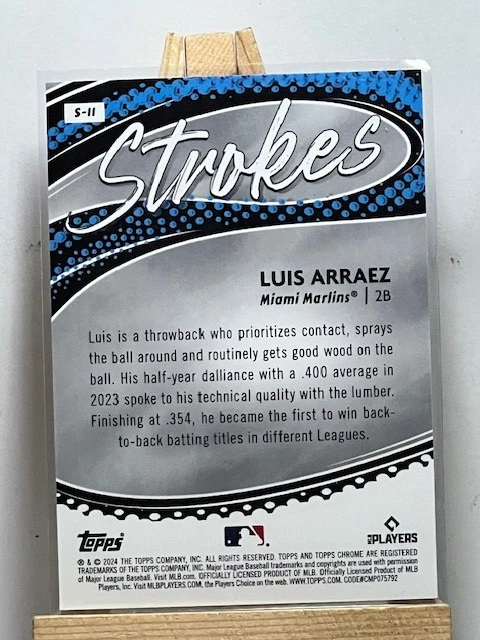 S-11
Strokes
LUIS ARRAEZ
Miami Marlins® | 2B
Luis is a throwback who prioritizes contact, sprays
the ball around and routinely gets good wood on the
ball. His half-year dalliance with a .400 average in
2023 spoke to his technical quality with the lumber.
Finishing at .354, he became the first to win back-
to-back batting titles in different Leagues.
topps
MLB PLAYERS
® & © 2024 THE TOPPS COMPANY, INC. ALL RIGHTS RESERVED. TOPPS AND TOPPS CHROME ARE REGISTERED
TRADEMARKS OF THE TOPPS COMPANY, INC. Major League Baseball trademarks and copyrights are used with permission
of Major League Baseball. Visit MLB.com. OFFICIALLY LICENSED PRODUCT OF MLB. Officially Licensed Product of MLB
Players, Inc. Visit MLBPLAYERS.COM, the Players Choice on the web. WWW.TOPPS.COM. CODE#CMP075792